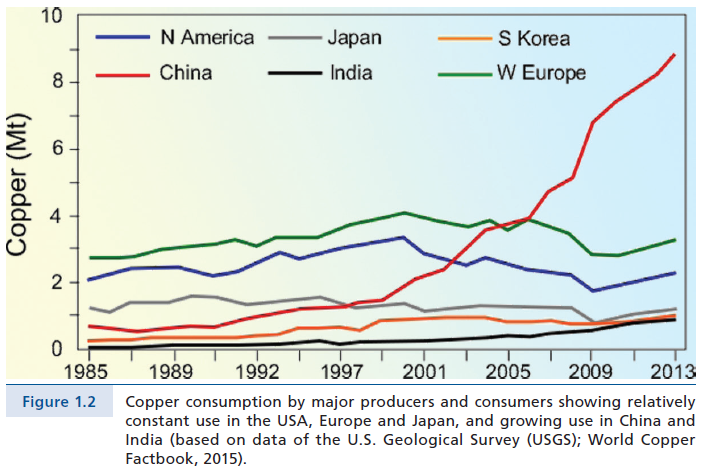 10
8
6
4
2
0
Copper (Mt)
N America
Japan
S Korea
China
India
W Europe
1985
1989
1992
1997
2001
2005
2009
2013
Figure 1.2
Copper consumption by major producers and consumers showing relatively
constant use in the USA, Europe and Japan, and growing use in China and
India (based on data of the U.S. Geological Survey (USGS); World Copper
Factbook, 2015).